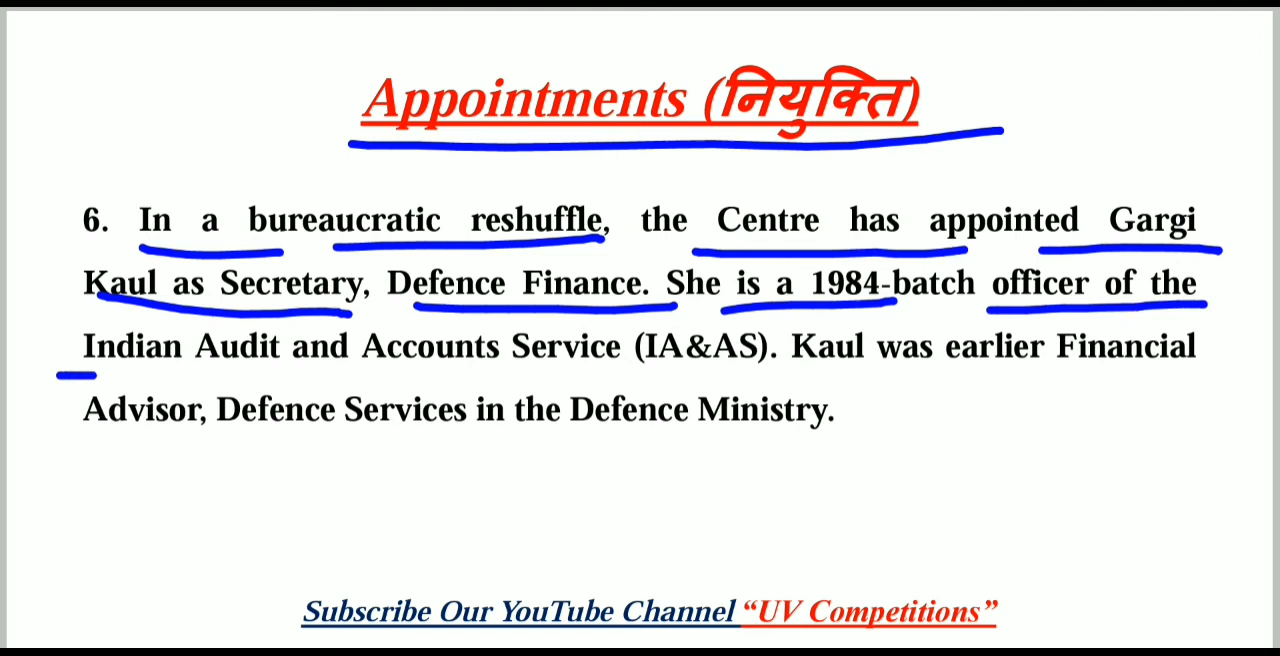 Appointments (नियुक्ति)
6. In a bureaucratic reshuffle, the Centre has appointed Gargi
Kaul as Secretary, Defence Finance. She is a 1984-batch officer of the
Indian Audit and Accounts Service (IA&AS). Kaul was earlier Financial
Advisor, Defence Services in the Defence Ministry.
Subscribe Our YouTube Channel “UV Competitions”